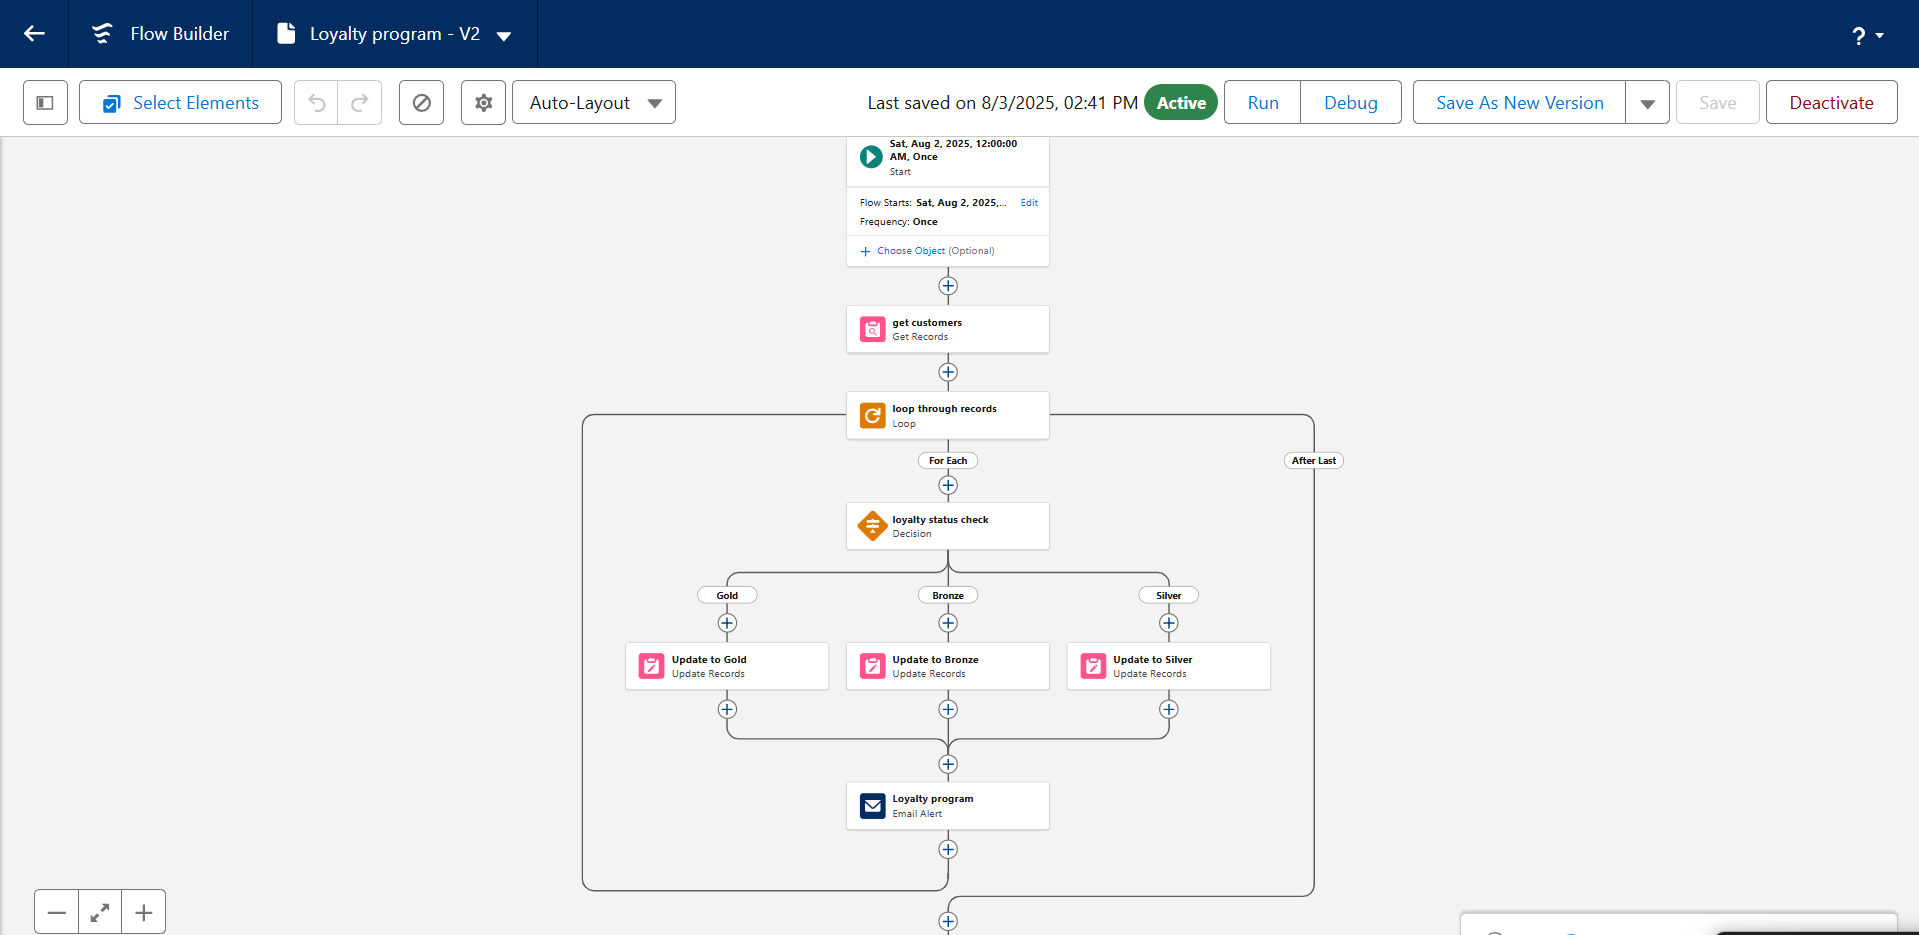 Flow Builder
Loyalty program - V2
?
Select Elements
Auto-Layout
Last saved on 8/3/2025, 02:41 PM
Active
Run
Debug
Save As New Version
Save
Deactivate
Sat, Aug 2, 2025, 12:00:00
AM, Once
Start
Flow Starts: Sat, Aug 2, 2025,... Edit
Frequency: Once
+ Choose Object (Optional)
get customers
Get Records
loop through records
Loop
For Each
After Last
loyalty status check
Decision
Gold
Bronze
Silver
Update to Gold
Update Records
Update to Bronze
Update Records
Update to Silver
Update Records
Loyalty program
Email Alert